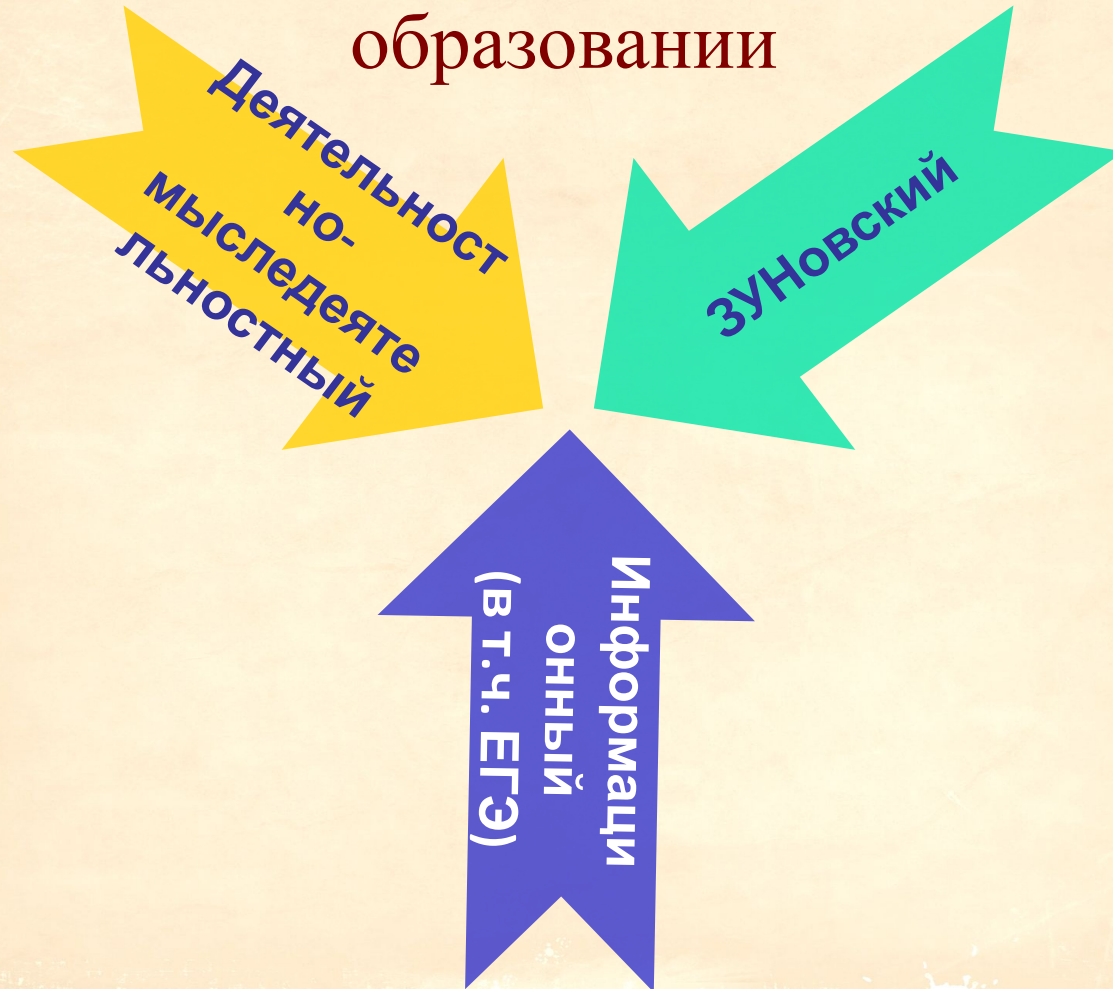 образовании
Деятельност
но-
мыследеяте
льностный
ЗУНовский
Информаци
онный
(в т.ч. ЕГЭ)